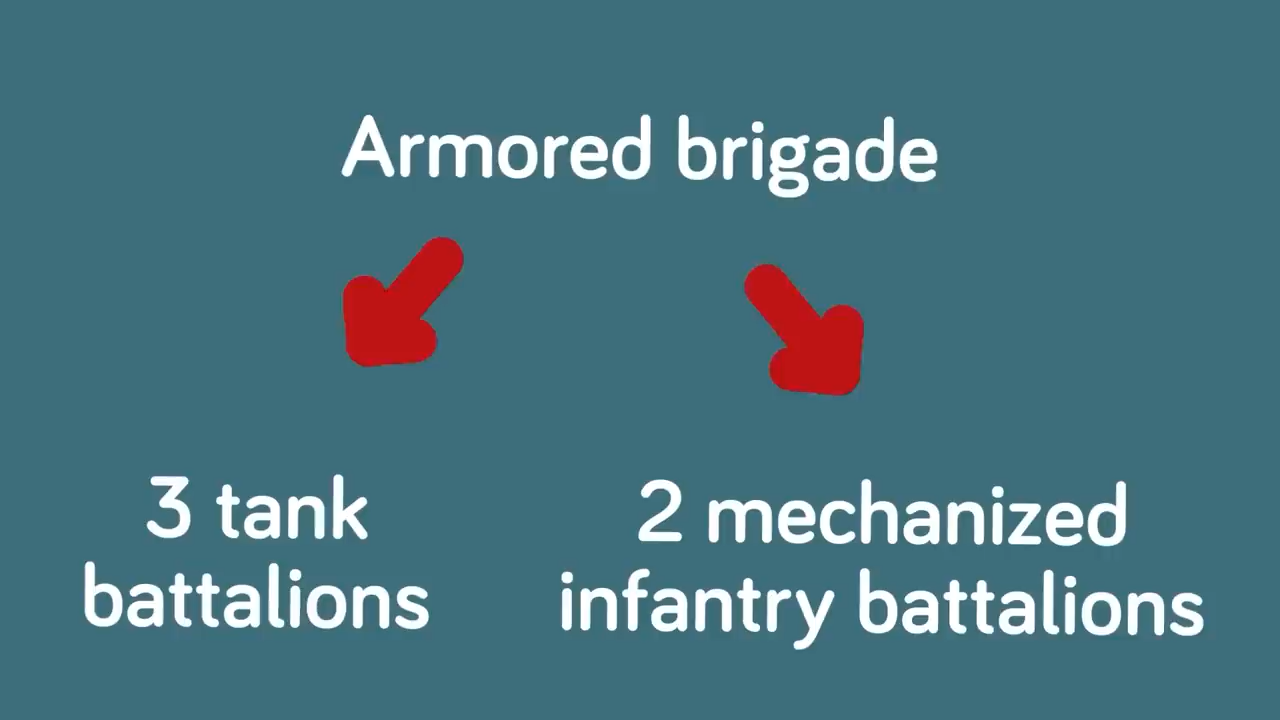 Armored brigade
3 tank
battalions
2 mechanized
infantry battalions